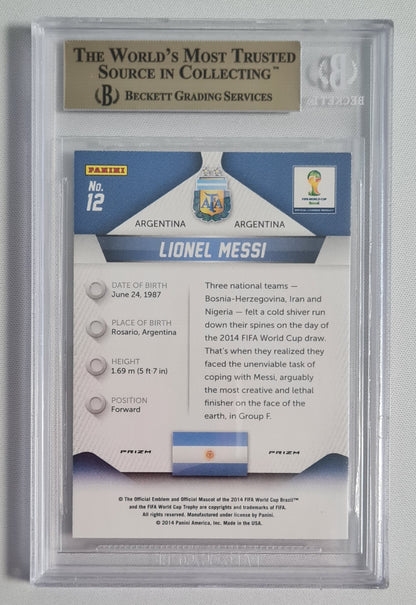 THE WORLD'S MOST TRUSTED
SOURCE IN COLLECTING™
B BECKETT GRADING SERVICES
PANINI
No.
12
AFA
FIFA WORLD CUP
Brasil
OFFICIAL LICENSED PRODUCT
ARGENTINA
ARGENTINA
LIONEL MESSI
DATE OF BIRTH
June 24, 1987
PLACE OF BIRTH
Rosario, Argentina
HEIGHT
1.69 m (5 ft 7 in)
POSITION
Forward
Three national teams —
Bosnia-Herzegovina, Iran and
Nigeria — felt a cold shiver run
down their spines on the day of
the 2014 FIFA World Cup draw.
That's when they realized they
faced the unenviable task of
coping with Messi, arguably
the most creative and lethal
finisher on the face of the
earth, in Group F.
PRIZM
PRIZM
© The Official Emblem and Official Mascot of the 2014 FIFA World Cup Brazil™
and the FIFA World Cup Trophy are copyrights and trademarks of FIFA.
All rights reserved. Manufactured under license by Panini.
© 2014 Panini America, Inc. Made in the USA.